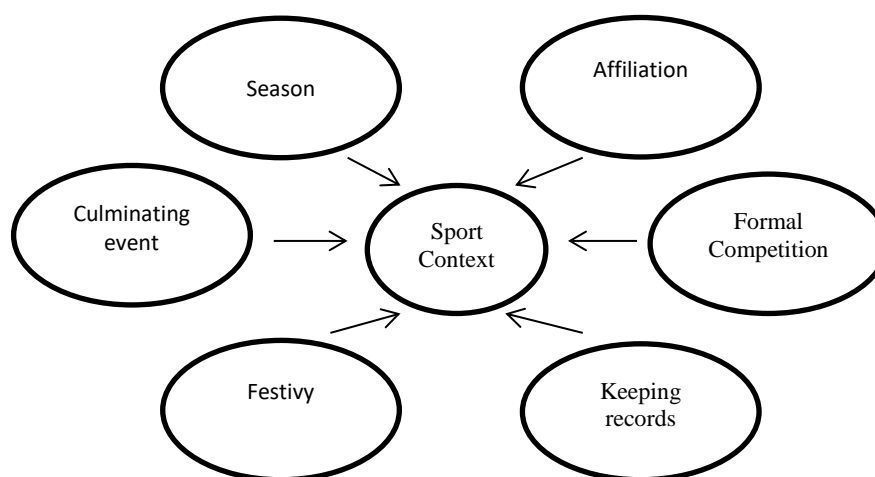 Season
Affiliation
Culminating
event
Sport
Context
Formal
Competition
Festivy
Keeping
records